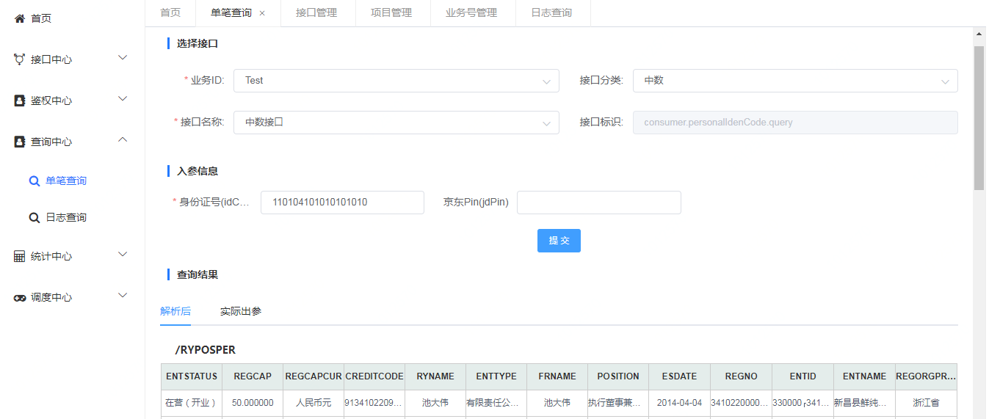 首页
接口中心
鉴权中心
查询中心
单笔查询
日志查询
统计中心
调度中心
首页 单笔查询 × 接口管理 项目管理 业务号管理 日志查询
选择接口
* 业务ID: Test 接口分类: 中数
* 接口名称: 中数接口 接口标识: consumer.personalIdenCode.query
入参信息
* 身份证号(idC... 110104101010101010 京东Pin(jdPin)
提交
查询结果
解析后 实际出参
/RYPOSPER
ENTSTATUS REGCAP REGCAPCUR CREDITCODE RYNAME ENTTYPE FRNAME POSITION ESDATE REGNO ENTID ENTNAME REGORGPR...
在营（开业） 50.000000 人民币元 9134102209... 池大伟 有限责任公... 池大伟 执行董事兼... 2014-04-04 3410220000... 330000┌341... 新昌县鲜纯... 浙江省